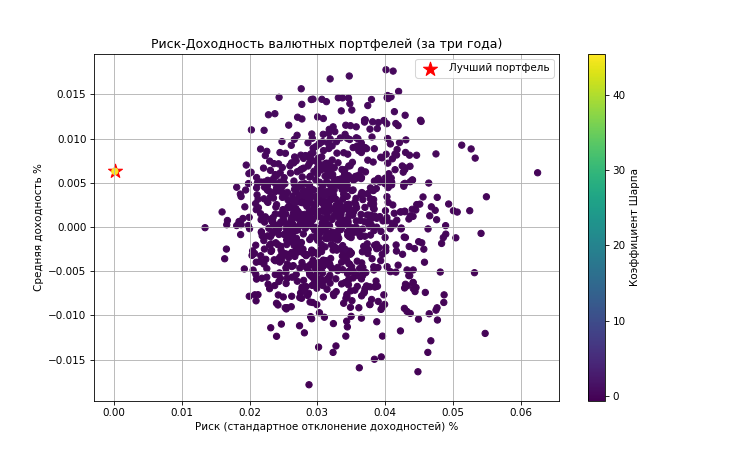 Риск-Доходность валютных портфелей (за три года)
Лучший портфель
0.015
0.010
0.005
0.000
−0.005
−0.010
−0.015
Средняя доходность %
0.00 0.01 0.02 0.03 0.04 0.05 0.06
Риск (стандартное отклонение доходностей) %
40
30
20
10
0
Коэффициент Шарпа